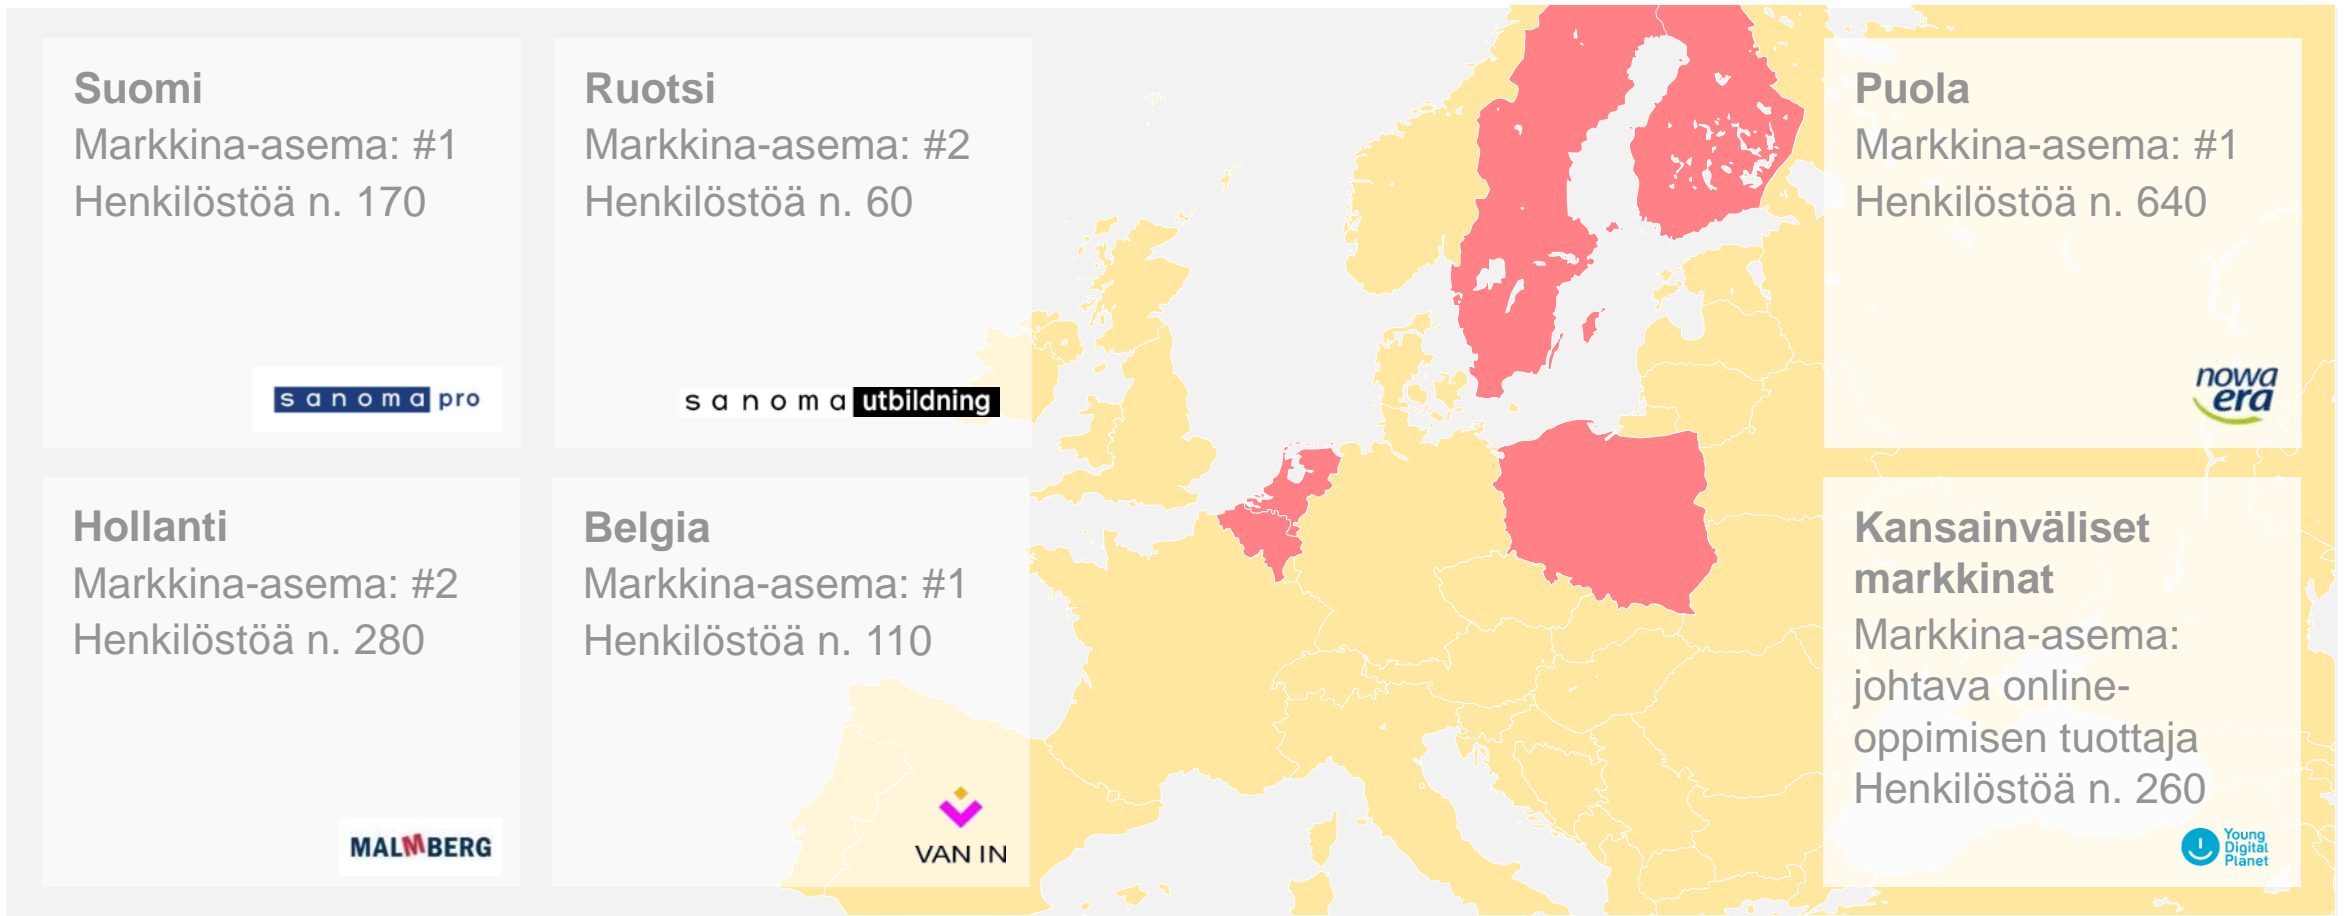 Suomi
Markkina-asema: #1
Henkilöstöä n. 170
sanoma pro
Ruotsi
Markkina-asema: #2
Henkilöstöä n. 60
sanoma utbildning
Puola
Markkina-asema: #1
Henkilöstöä n. 640
nowa
era
Hollanti
Markkina-asema: #2
Henkilöstöä n. 280
MALMBERG
Belgia
Markkina-asema: #1
Henkilöstöä n. 110
VAN IN
Kansainväliset
markkinat
Markkina-asema:
johtava online-
oppimisen tuottaja
Henkilöstöä n. 260
Young
Digital
Planet